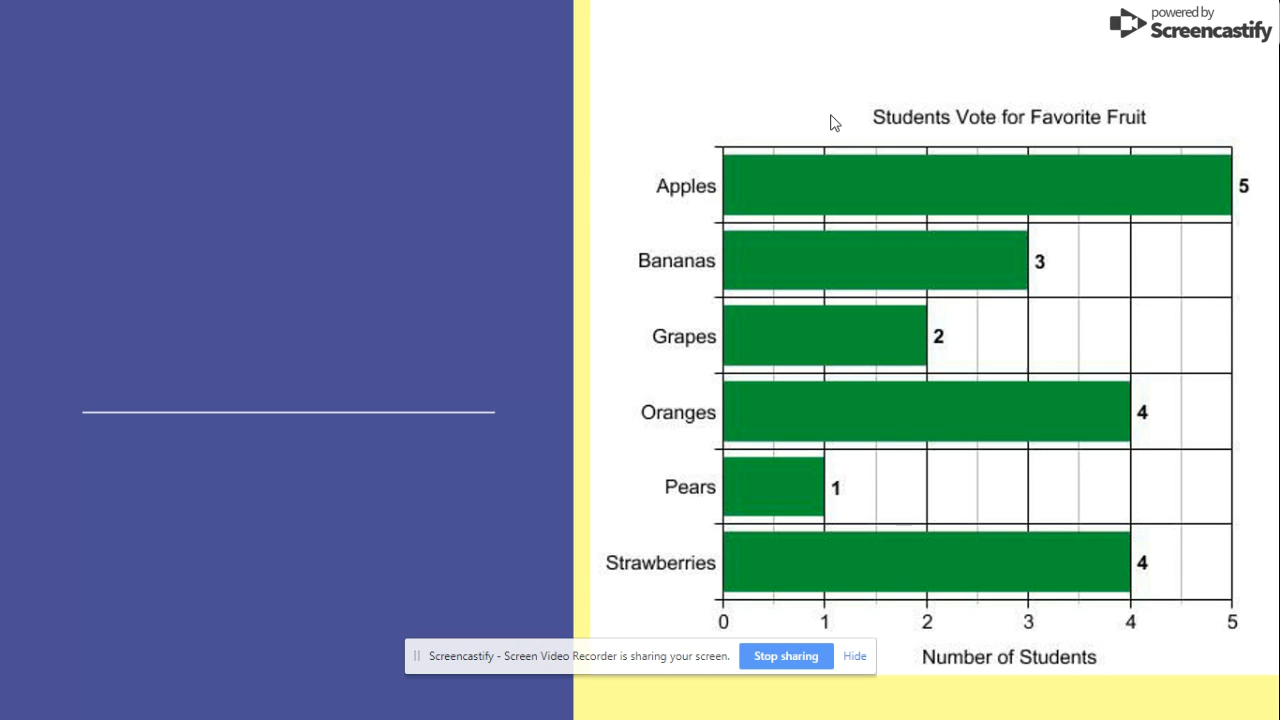 powered by
Screencastify
Students Vote for Favorite Fruit
Apples
5
Bananas
3
Grapes
2
Oranges
4
Pears
1
Strawberries
4
0 1 2 3 4 5
Number of Students
Screencastify - Screen Video Recorder is sharing your screen. Stop sharing Hide